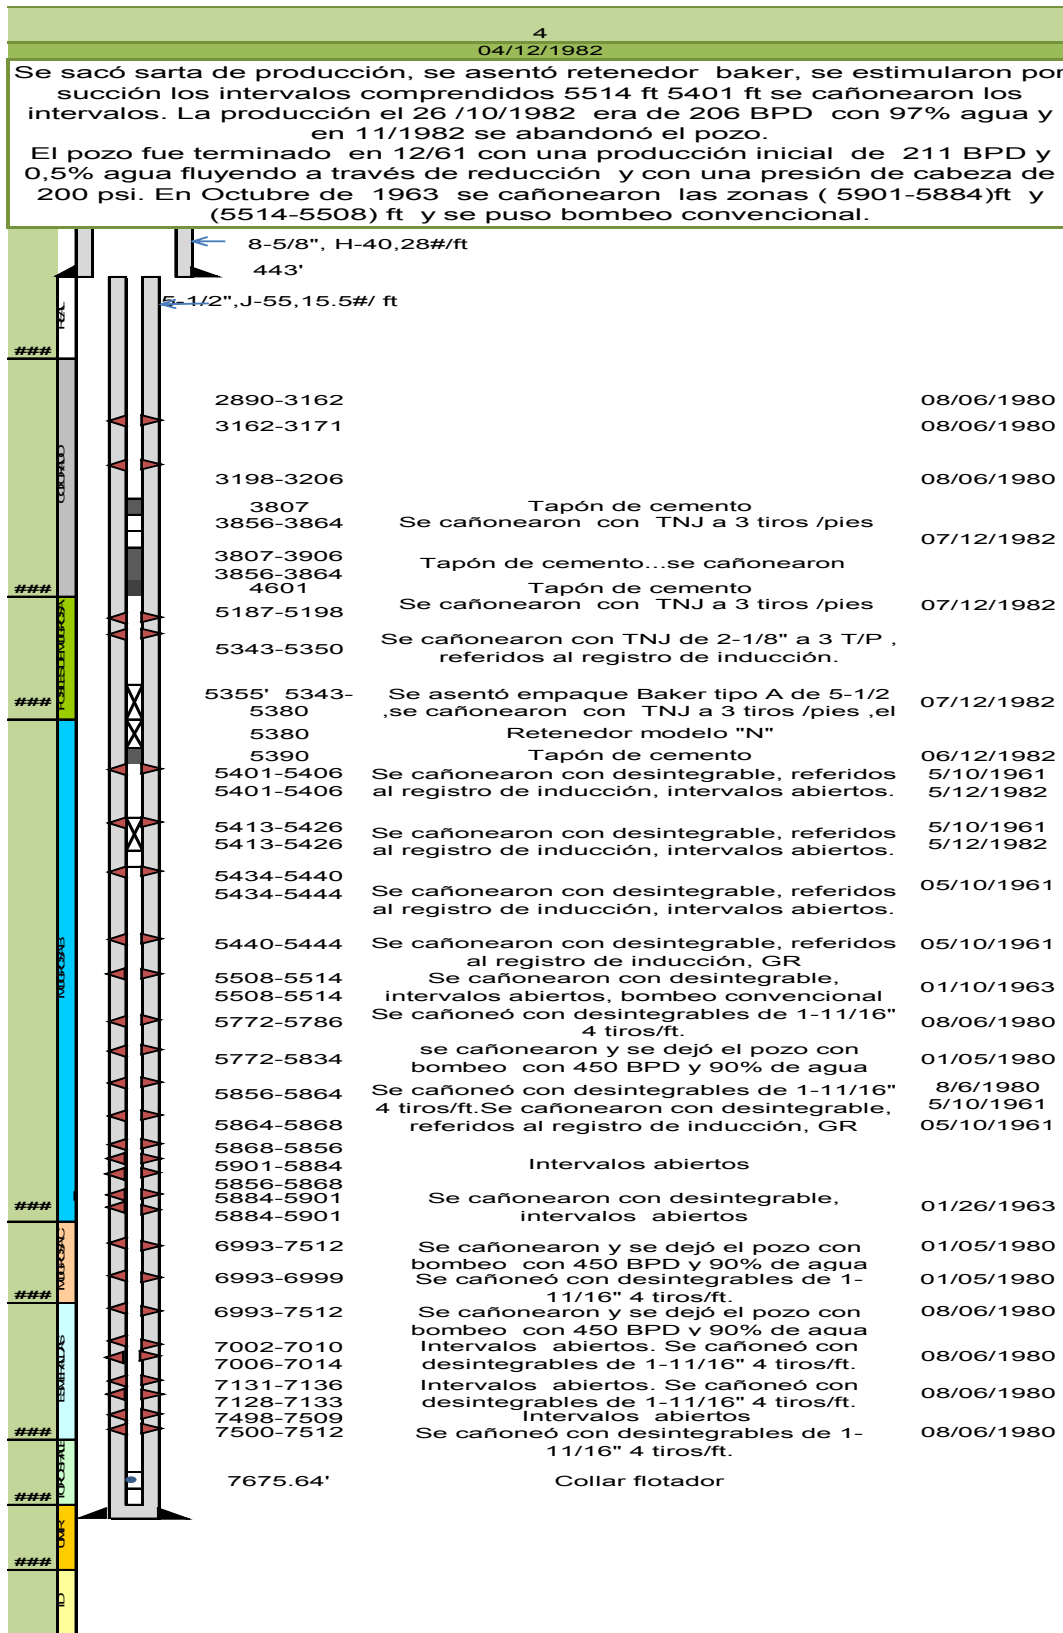 4
04/12/1982
Se sacó sarta de producción, se asentó retenedor baker, se estimularon por
succión los intervalos comprendidos 5514 ft 5401 ft se cañonearon los
intervalos. La producción el 26 /10/1982 era de 206 BPD con 97% agua y
en 11/1982 se abandonó el pozo.
El pozo fue terminado en 12/61 con una producción inicial de 211 BPD y
0,5% agua fluyendo a través de reducción y con una presión de cabeza de
200 psi. En Octubre de 1963 se cañonearon las zonas ( 5901-5884)ft y
(5514-5508) ft y se puso bombeo convencional.
8-5/8", H-40,28#/ft
443'
5-1/2",J-55,15.5#/ ft
###
2890-3162 08/06/1980
3162-3171 08/06/1980
3198-3206 08/06/1980
3807 Tapón de cemento
3856-3864 Se cañonearon con TNJ a 3 tiros /pies
07/12/1982
3807-3906 Tapón de cemento...se cañonearon
3856-3864
### 4601 Tapón de cemento
5187-5198 Se cañonearon con TNJ a 3 tiros /pies 07/12/1982
5343-5350 Se cañonearon con TNJ de 2-1/8" a 3 T/P ,
referidos al registro de inducción.
5355' 5343- Se asentó empaque Baker tipo A de 5-1/2
### 5380 ,se cañonearon con TNJ a 3 tiros /pies ,el 07/12/1982
5380 Retenedor modelo "N"
5390 Tapón de cemento 06/12/1982
5401-5406 Se cañonearon con desintegrable, referidos 5/10/1961
5401-5406 al registro de inducción, intervalos abiertos. 5/12/1982
5413-5426 Se cañonearon con desintegrable, referidos 5/10/1961
5413-5426 al registro de inducción, intervalos abiertos. 5/12/1982
5434-5440
5434-5444 Se cañonearon con desintegrable, referidos 05/10/1961
al registro de inducción, intervalos abiertos.
5440-5444 Se cañonearon con desintegrable, referidos 05/10/1961
al registro de inducción, GR
5508-5514 Se cañonearon con desintegrable,
5508-5514 intervalos abiertos, bombeo convencional 01/10/1963
5772-5786 Se cañoneó con desintegrables de 1-11/16" 08/06/1980
4 tiros/ft.
5772-5834 se cañonearon y se dejó el pozo con 01/05/1980
bombeo con 450 BPD y 90% de agua
5856-5864 Se cañoneó con desintegrables de 1-11/16" 8/6/1980
4 tiros/ft.Se cañonearon con desintegrable, 5/10/1961
5864-5868 referidos al registro de inducción, GR 05/10/1961
5868-5856
5901-5884 Intervalos abiertos
5856-5868
5884-5901 Se cañonearon con desintegrable,
### 5884-5901 intervalos abiertos 01/26/1963
6993-7512 Se cañonearon y se dejó el pozo con 01/05/1980
bombeo con 450 BPD y 90% de agua
6993-6999 Se cañoneó con desintegrables de 1- 01/05/1980
### 11/16" 4 tiros/ft.
6993-7512 Se cañonearon y se dejó el pozo con 08/06/1980
bombeo con 450 BPD y 90% de agua
7002-7010 Intervalos abiertos. Se cañoneó con
7006-7014 desintegrables de 1-11/16" 4 tiros/ft. 08/06/1980
7131-7136 Intervalos abiertos. Se cañoneó con
7128-7133 desintegrables de 1-11/16" 4 tiros/ft. 08/06/1980
7498-7509 Intervalos abiertos
### 7500-7512 Se cañoneó con desintegrables de 1- 08/06/1980
11/16" 4 tiros/ft.
7675.64' Collar flotador
###
###